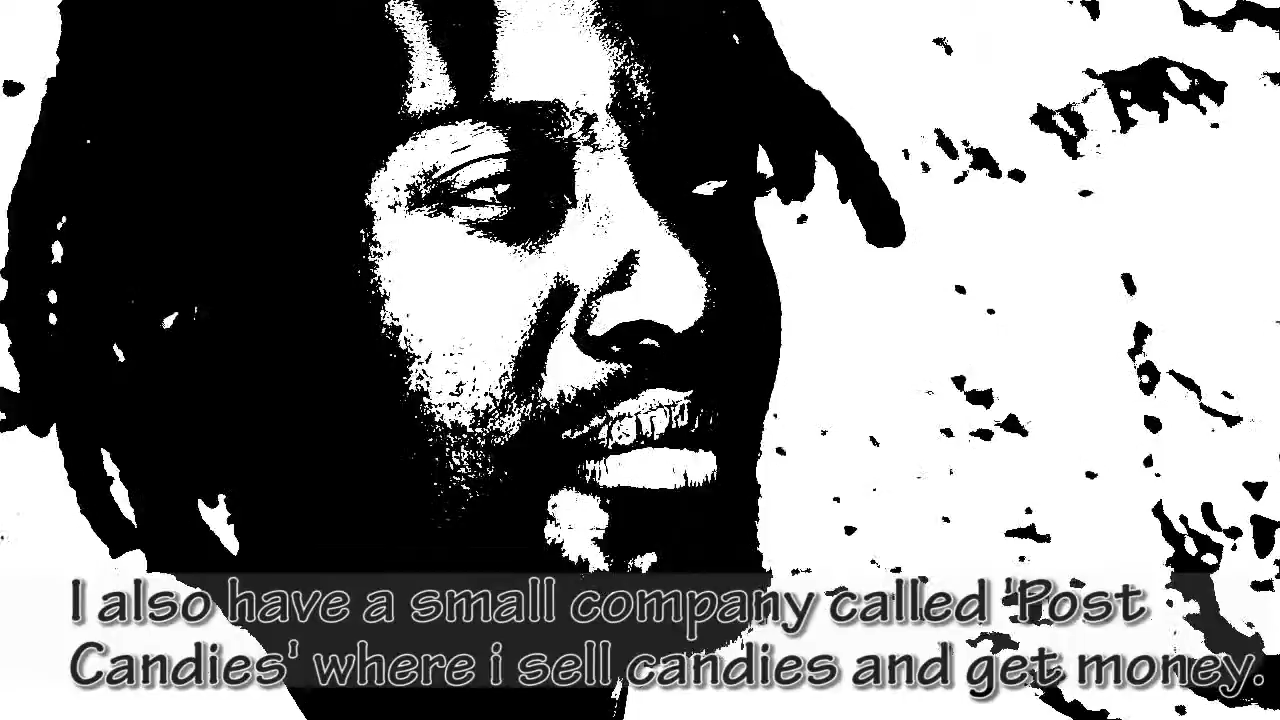 I also have a small company called 'Post
Candies' where i sell candies and get money.